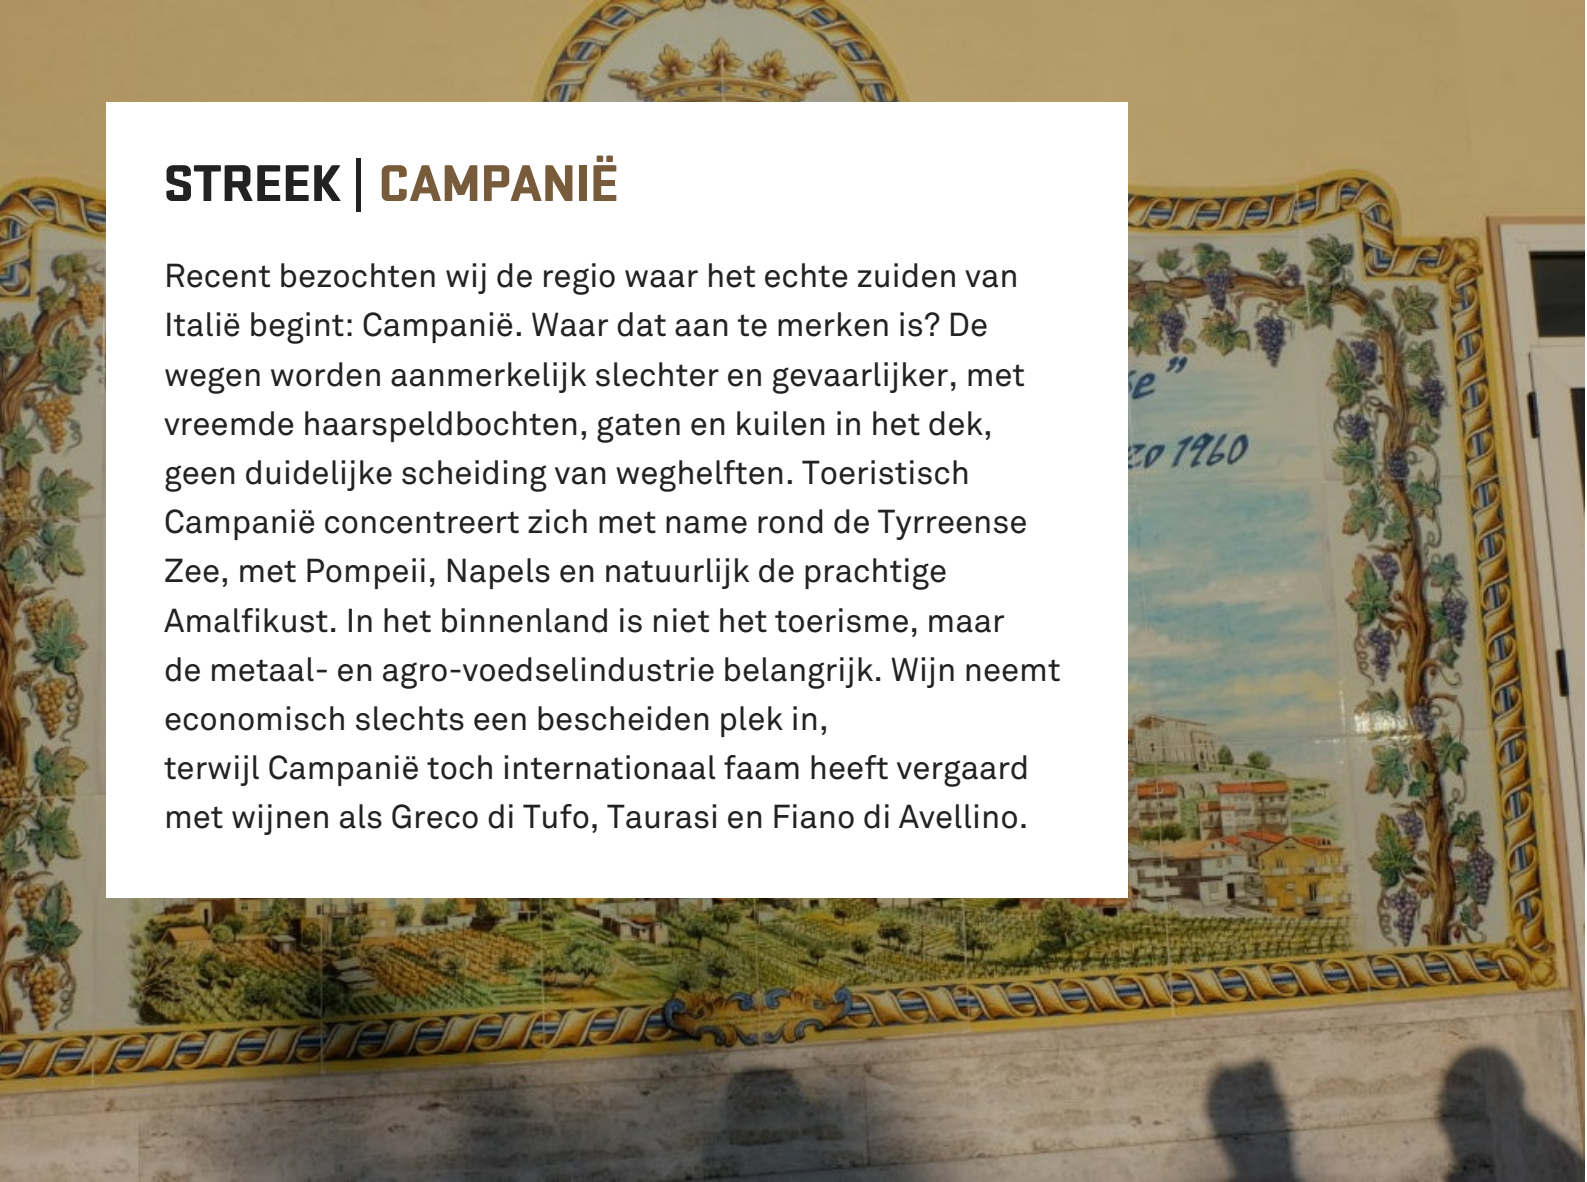 STREEK | CAMPANIË
Recent bezochten wij de regio waar het echte zuiden van
Italië begint: Campanië. Waar dat aan te merken is? De
wegen worden aanmerkelijk slechter en gevaarlijker, met
vreemde haarspeldbochten, gaten en kuilen in het dek,
geen duidelijke scheiding van weghelften. Toeristisch
Campanië concentreert zich met name rond de Tyrreense
Zee, met Pompeii, Napels en natuurlijk de prachtige
Amalfikust. In het binnenland is niet het toerisme, maar
de metaal- en agro-voedselindustrie belangrijk. Wijn neemt
economisch slechts een bescheiden plek in,
terwijl Campanië toch internationaal faam heeft vergaard
met wijnen als Greco di Tufo, Taurasi en Fiano di Avellino.
1960